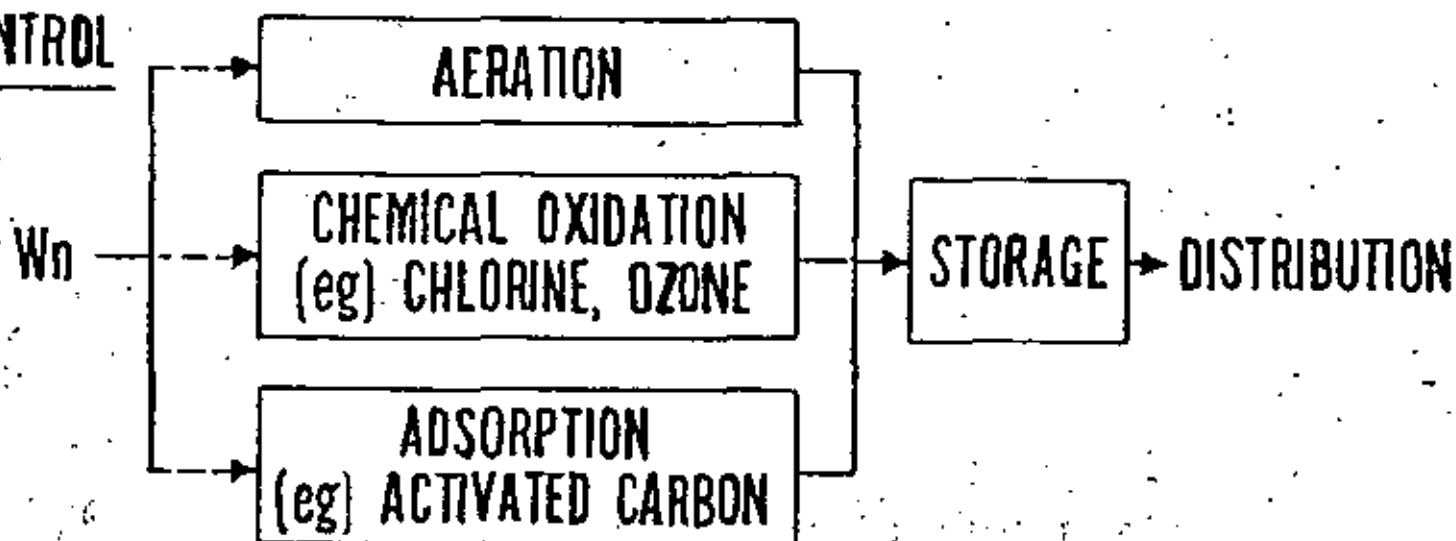 NTROL
AERATION
Wn
CHEMICAL OXIDATION
(eg) CHLORINE, OZONE
STORAGE
DISTRIBUTION
ADSORPTION
(eg) ACTIVATED CARBON